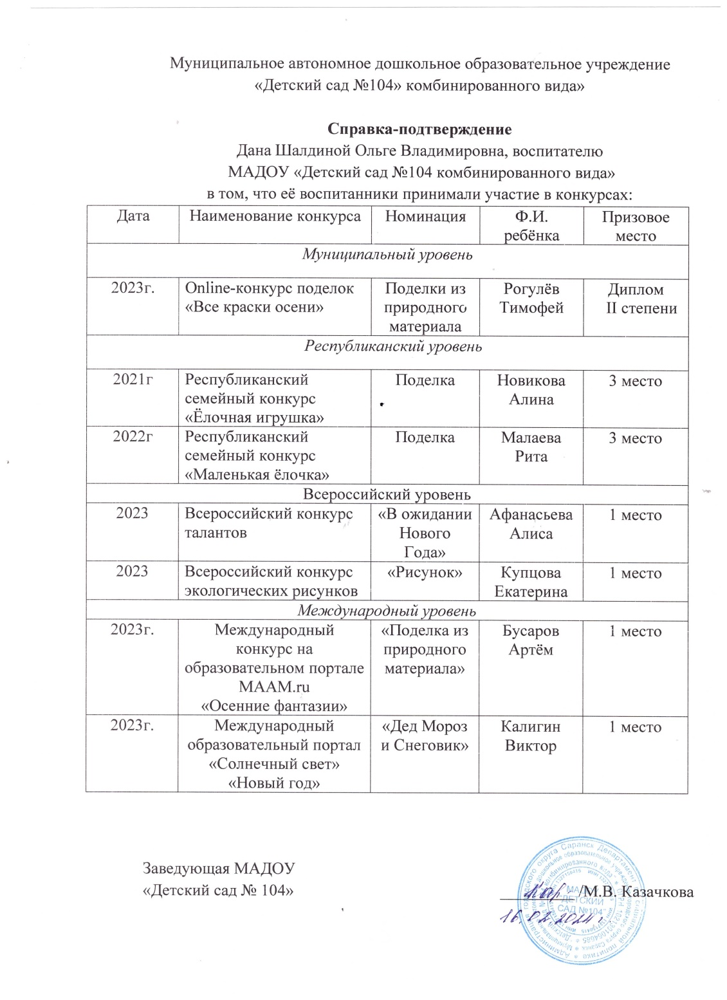 Муниципальное автономное дошкольное образовательное учреждение
«Детский сад №104» комбинированного вида»
Справка-подтверждение
Дана Шалдиной Ольге Владимировна, воспитателю
МАДОУ «Детский сад №104 комбинированного вида»
в том, что её воспитанники принимали участие в конкурсах:
Дата Наименование конкурса Номинация Ф.И. ребёнка Призовое место
Муниципальный уровень
2023г. Online-конкурс поделок «Все краски осени» Поделки из природного материала Рогулёв Тимофей Диплом II степени
Республиканский уровень
2021г Республиканский семейный конкурс «Ёлочная игрушка» Поделка Новикова Алина 3 место
2022г Республиканский семейный конкурс «Маленькая ёлочка» Поделка Малаева Рита 3 место
Всероссийский уровень
2023 Всероссийский конкурс талантов «В ожидании Нового Года» Афанасьева Алиса 1 место
2023 Всероссийский конкурс экологических рисунков «Рисунок» Купцова Екатерина 1 место
Международный уровень
2023г. Международный конкурс на образовательном портале MAAM.ru «Осенние фантазии» «Поделка из природного материала» Бусаров Артём 1 место
2023г. Международный образовательный портал «Солнечный свет» «Новый год» «Дед Мороз и Снеговик» Калигин Виктор 1 место
Заведующая МАДОУ
«Детский сад № 104»
/М.В. Казачкова
16.02.2024г.
МАДОУ
"ДЕТСКИЙ
САД №104"